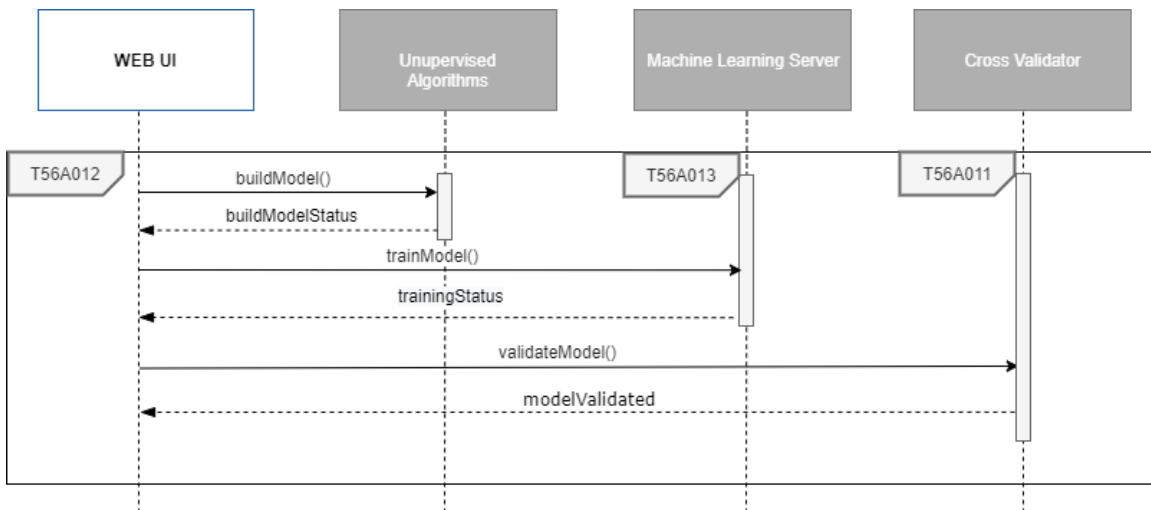 WEB UI
Unupervised
Algorithms
Machine Learning Server
Cross Validator
T56A012
T56A013
T56A011
buildModel()
buildModelStatus
trainModel()
trainingStatus
validateModel()
modelValidated